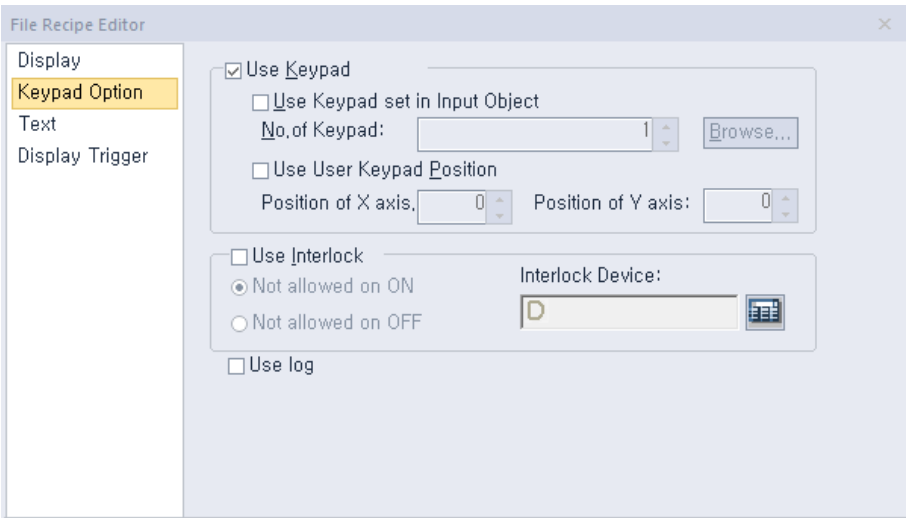 File Recipe Editor
Display
Keypad Option
Text
Display Trigger
Use Keypad
Use Keypad set in Input Object
No,of Keypad: 1 Browse,,,
Use User Keypad Position
Position of X axis, 0 Position of Y axis: 0
Use Interlock
Not allowed on ON
Interlock Device:
Not allowed on OFF
D
Use log